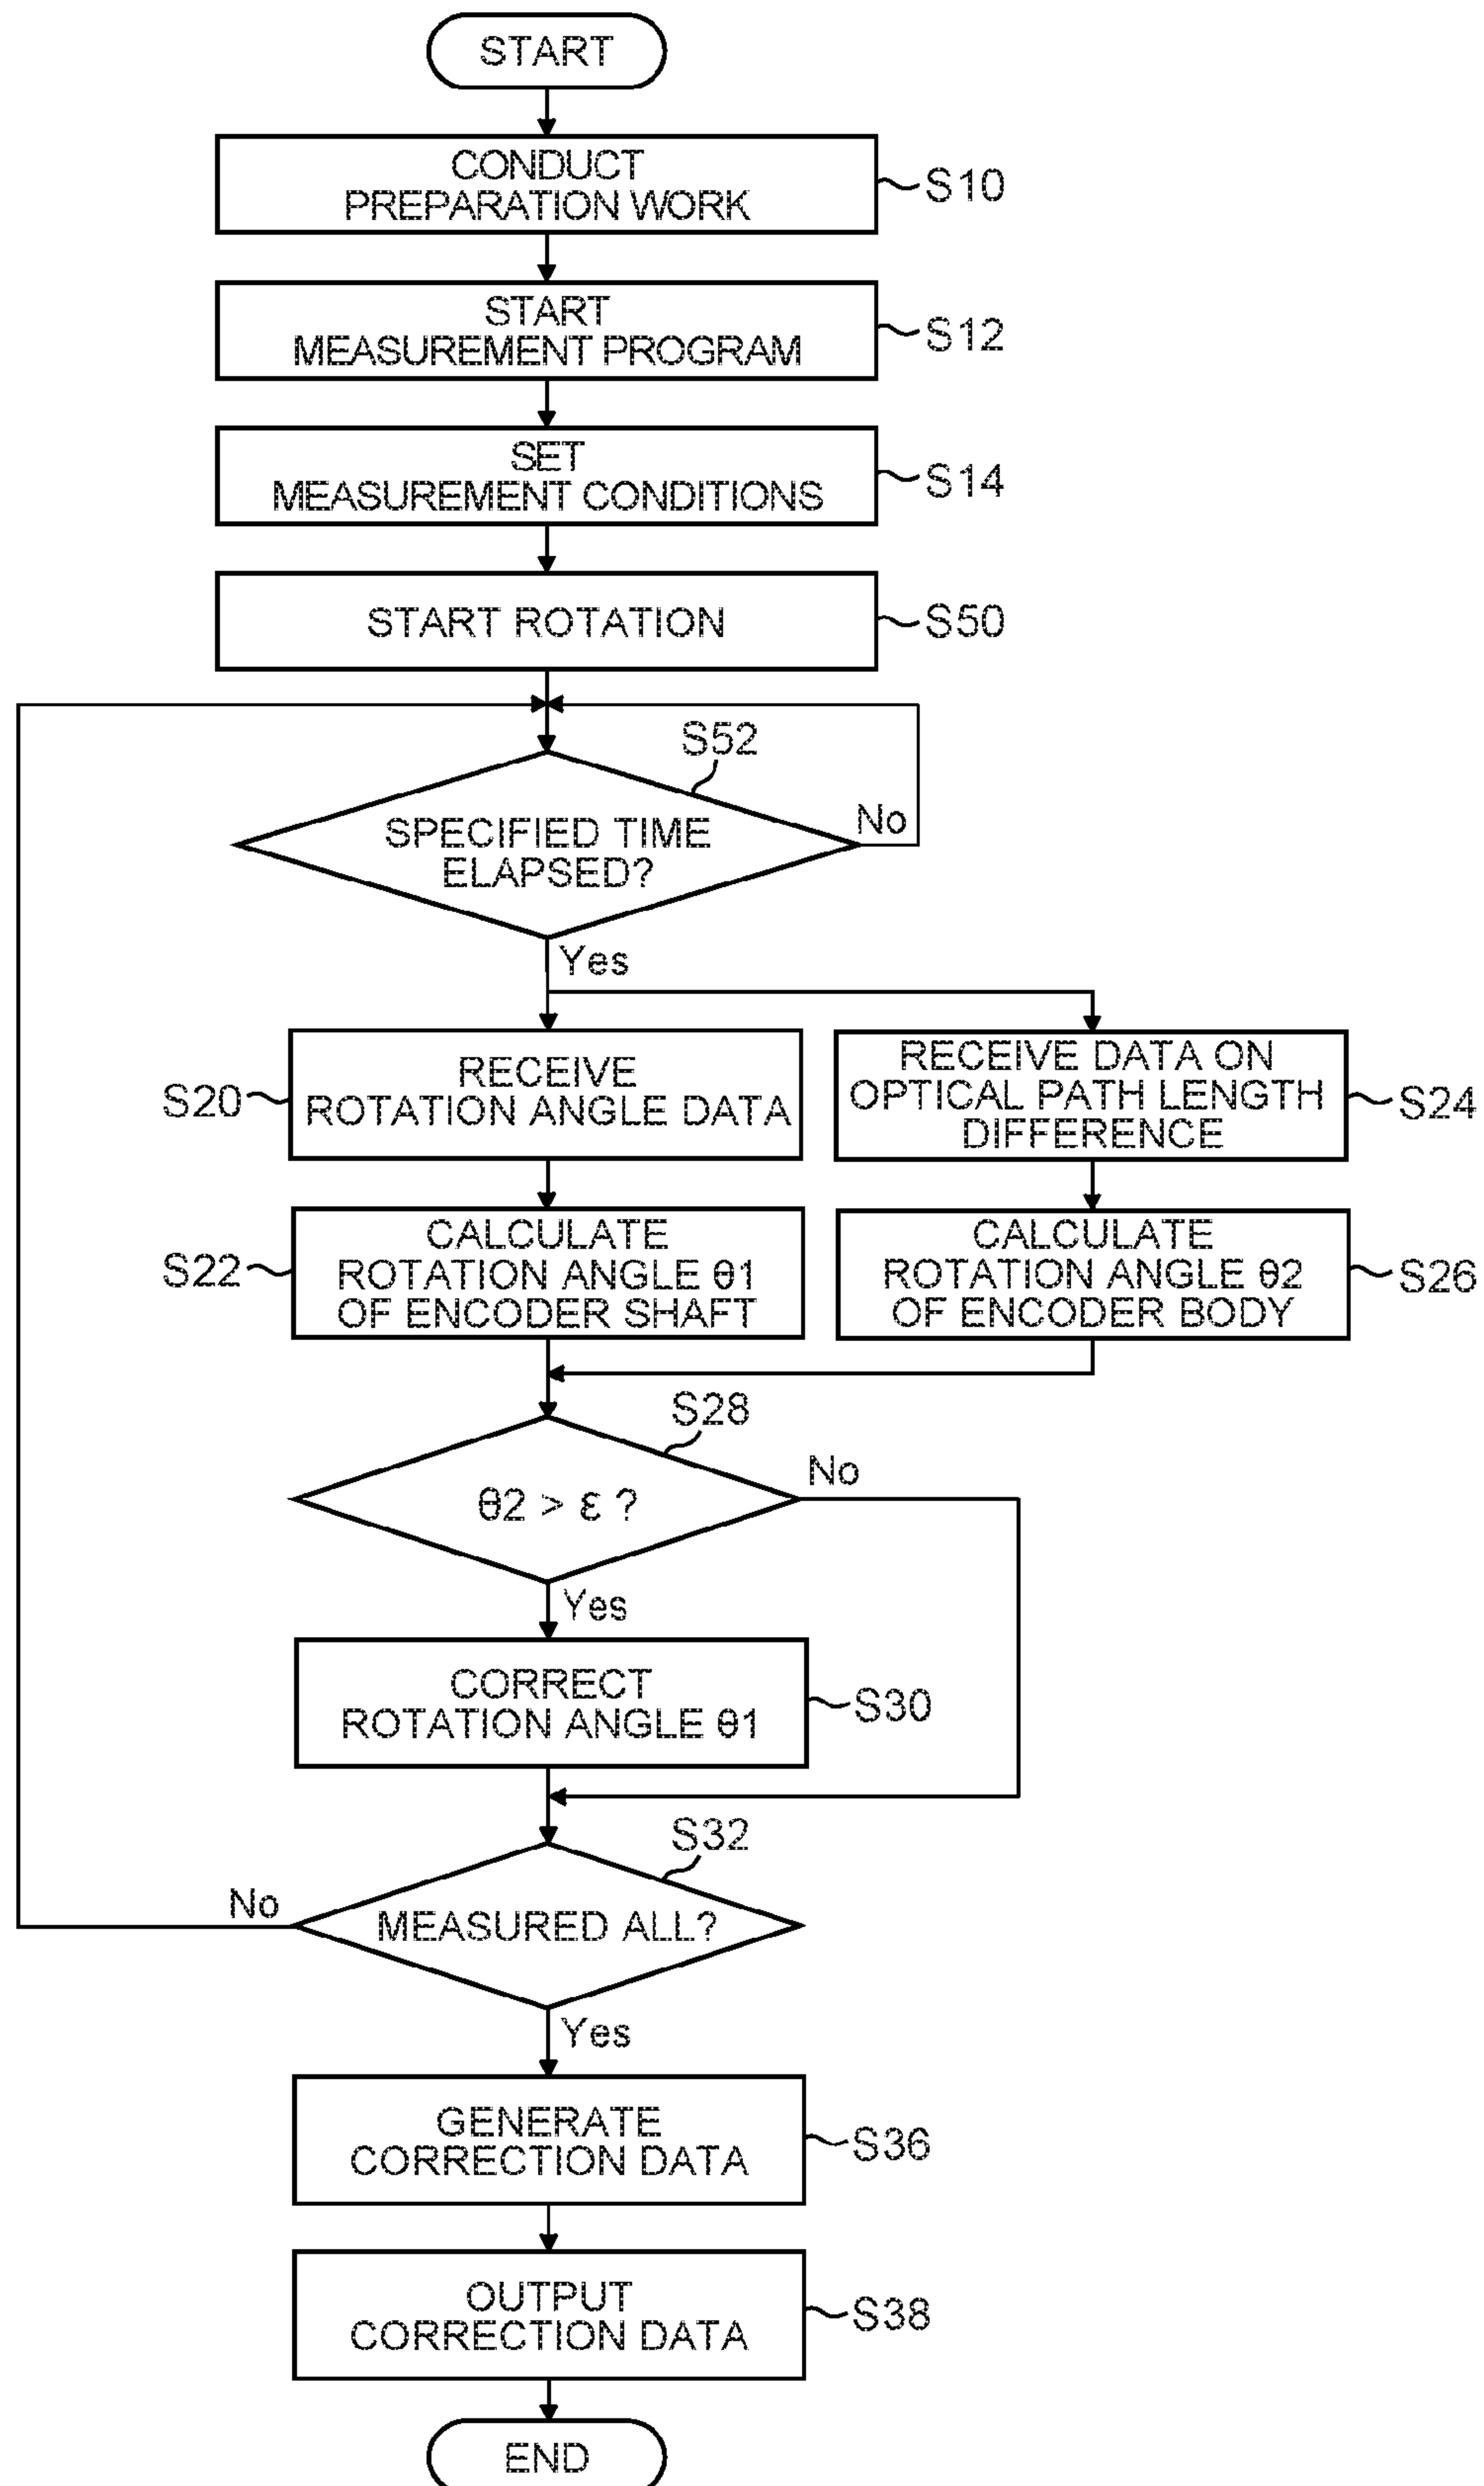 START
CONDUCT
PREPARATION WORK
S10
START
MEASUREMENT PROGRAM
S12
SET
MEASUREMENT CONDITIONS
S14
START ROTATION
S50
S52
SPECIFIED TIME
ELAPSED?
No
Yes
S20
RECEIVE
ROTATION ANGLE DATA
RECEIVE DATA ON
OPTICAL PATH LENGTH
DIFFERENCE
S24
S22
CALCULATE
ROTATION ANGLE θ1
OF ENCODER SHAFT
CALCULATE
ROTATION ANGLE θ2
OF ENCODER BODY
S26
S28
θ2 > ε ?
No
Yes
CORRECT
ROTATION ANGLE θ1
S30
S32
No
MEASURED ALL?
Yes
GENERATE
CORRECTION DATA
S36
OUTPUT
CORRECTION DATA
S38
END